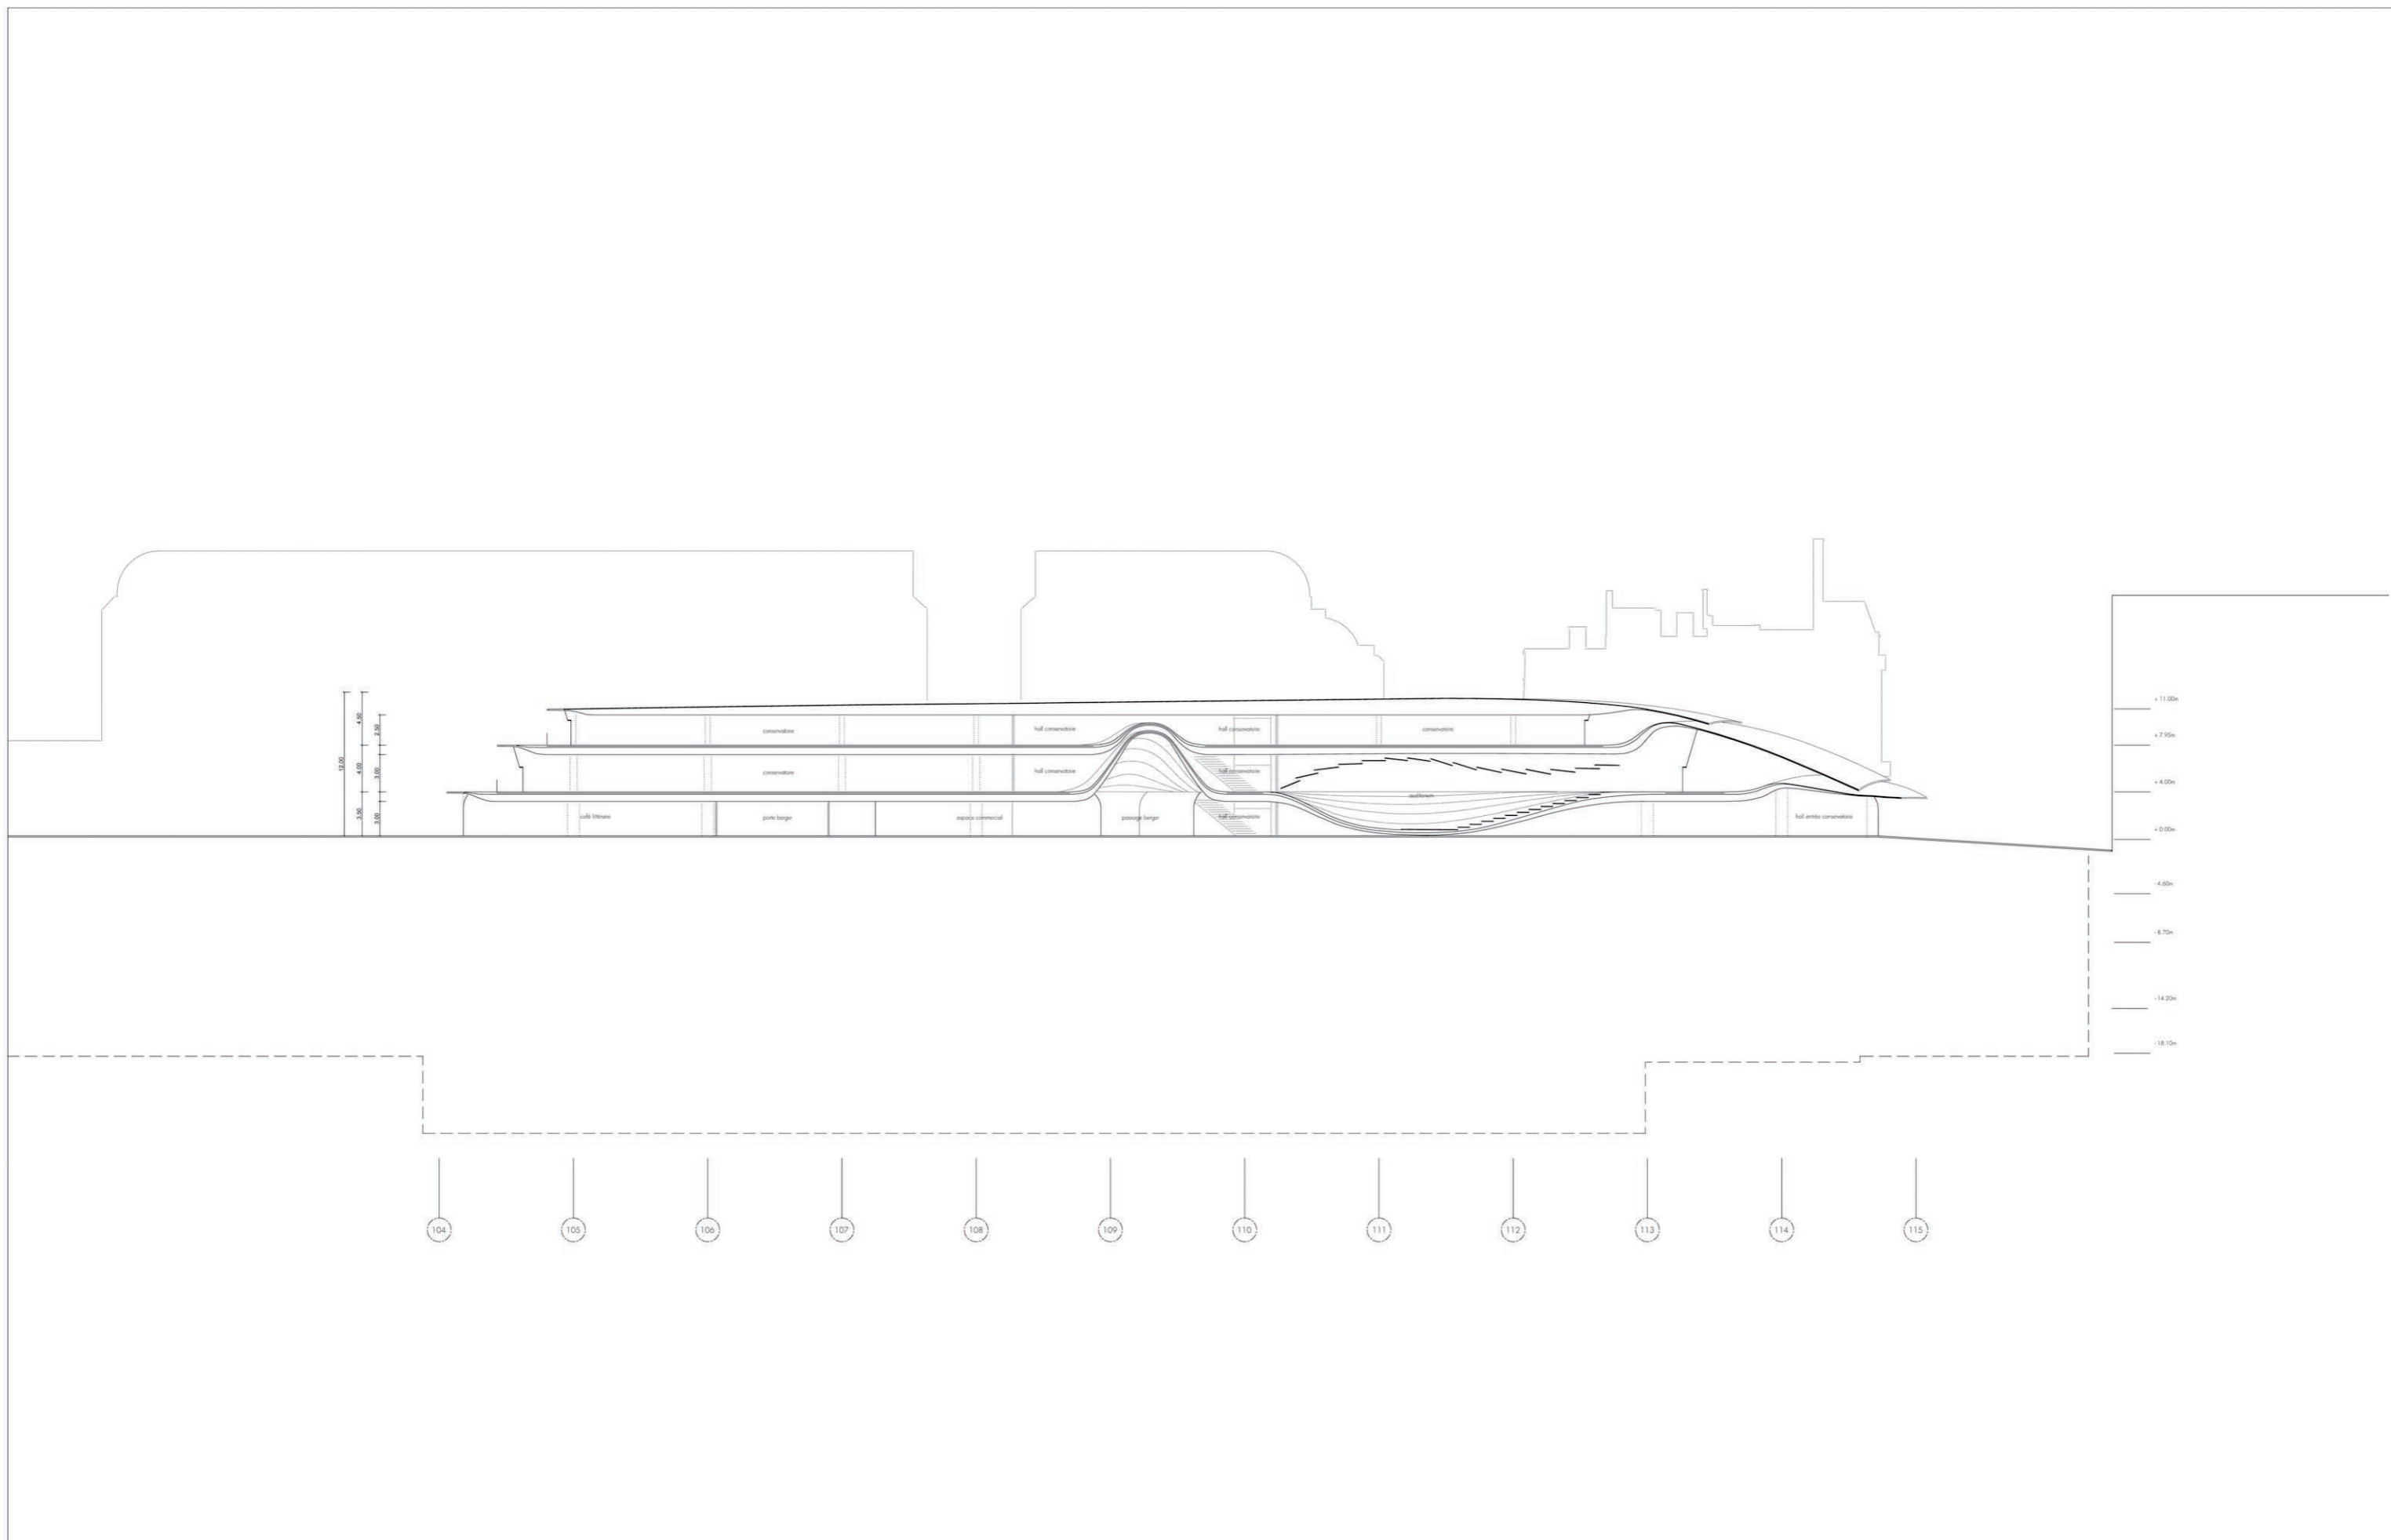 + 11.00m
4.50
2.50
conservatoire
hall conservatoire
hall conservatoire
conservatoire
+ 7.95m
12.00
4.00
3.00
conservatoire
hall conservatoire
hall conservatoire
+ 4.00m
auditorium
3.50
3.00
café littéraire
porte berger
espace commercial
passage berger
hall conservatoire
hall entrée conservatoire
+ 0.00m
- 4.60m
- 8.70m
- 14.20m
- 18.10m
104
105
106
107
108
109
110
111
112
113
114
115